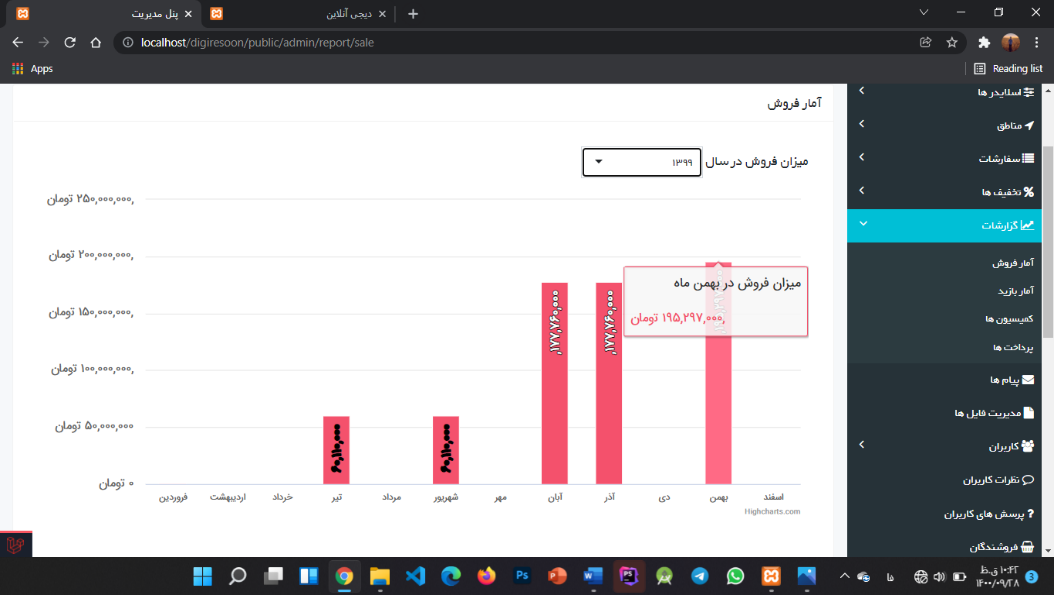 پنل مدیریت
دیجی آنلاین
localhost/digiresoon/public/admin/report/sale
Apps
Reading list
آمار فروش
میزان فروش در سال ۱۳۹۹
۲۵۰,۰۰۰,۰۰۰, تومان
۲۰۰,۰۰۰,۰۰۰, تومان
۱۵۰,۰۰۰,۰۰۰, تومان
۱۰۰,۰۰۰,۰۰۰, تومان
۵۰,۰۰۰,۰۰۰ تومان
۰ تومان
۱۷۷,۷۶۰,۰۰۰,
۱۷۷,۷۶۰,۰۰۰,
میزان فروش در بهمن ماه
۱۹۵,۲۹۷,۰۰۰, تومان
فروردین
اردیبهشت
خرداد
تیر
مرداد
شهریور
مهر
آبان
آذر
دی
بهمن
اسفند
Highcharts.com
اسلایدر ها
مناطق
سفارشات
تخفیف ها
گزارشات
آمار فروش
آمار بازید
کمیسیون ها
پرداخت ها
پیام ها
مدیریت فایل ها
کاربران
نظرات کاربران
پرسش های کاربران
فروشندگان
فا
۱۰:۴۲ ق.ظ
۱۴۰۰/۰۹/۲۸
3